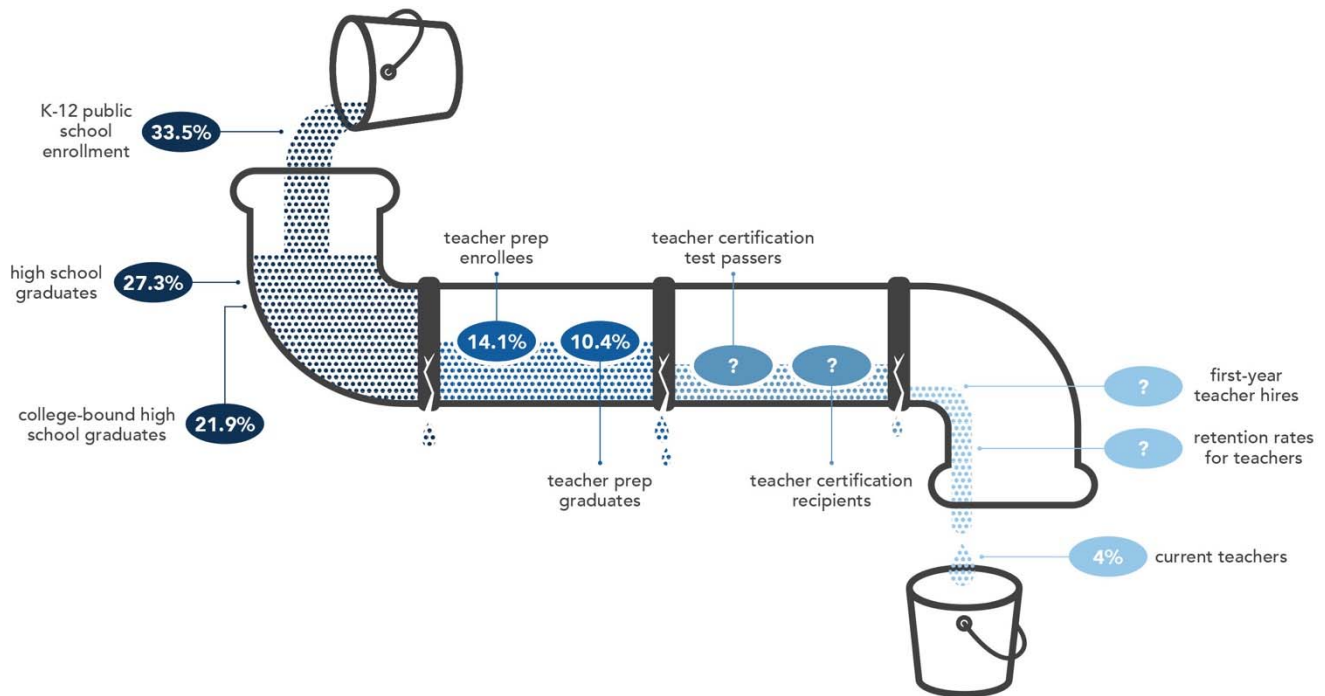 K-12 public
school
enrollment
33.5%
high school
graduates
27.3%
college-bound high
school graduates
21.9%
teacher prep
enrollees
14.1%
10.4%
teacher prep
graduates
teacher certification
test passers
?
?
teacher certification
recipients
?
first-year
teacher hires
?
retention rates
for teachers
4%
current teachers